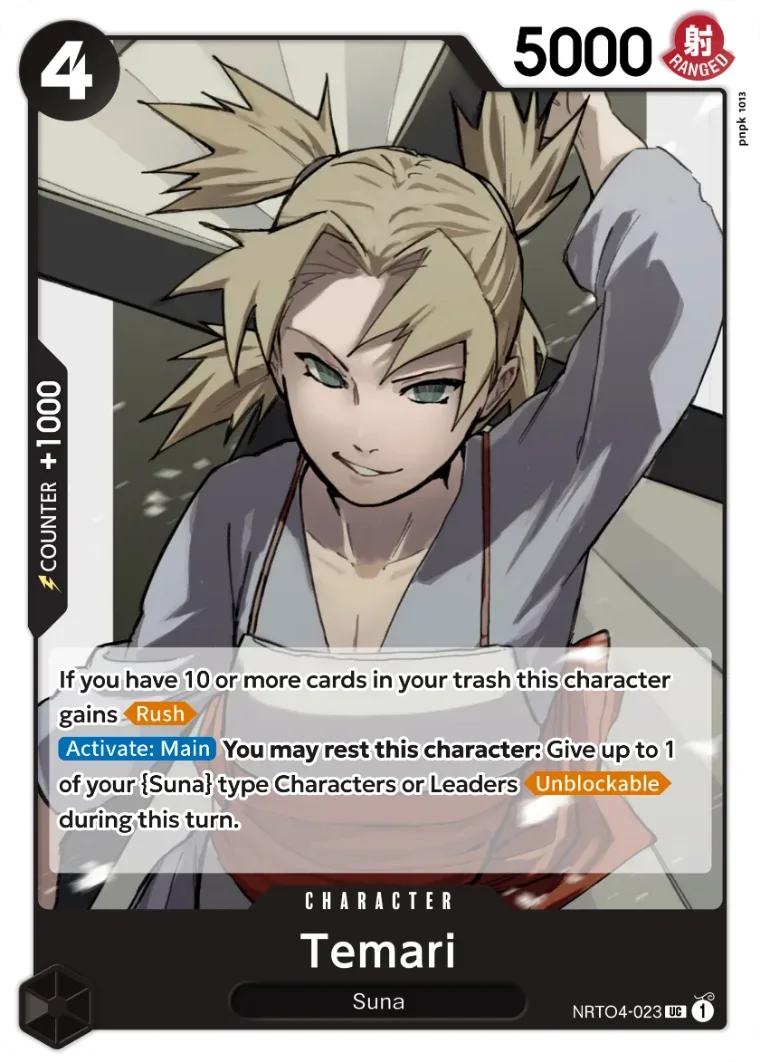 4
5000
射
RANGED
pnpk 1013
COUNTER +1000
If you have 10 or more cards in your trash this character
gains Rush
Activate: Main You may rest this character: Give up to 1
of your {Suna} type Characters or Leaders Unblockable
during this turn.
CHARACTER
Temari
Suna
NRTO4-023 UC 1